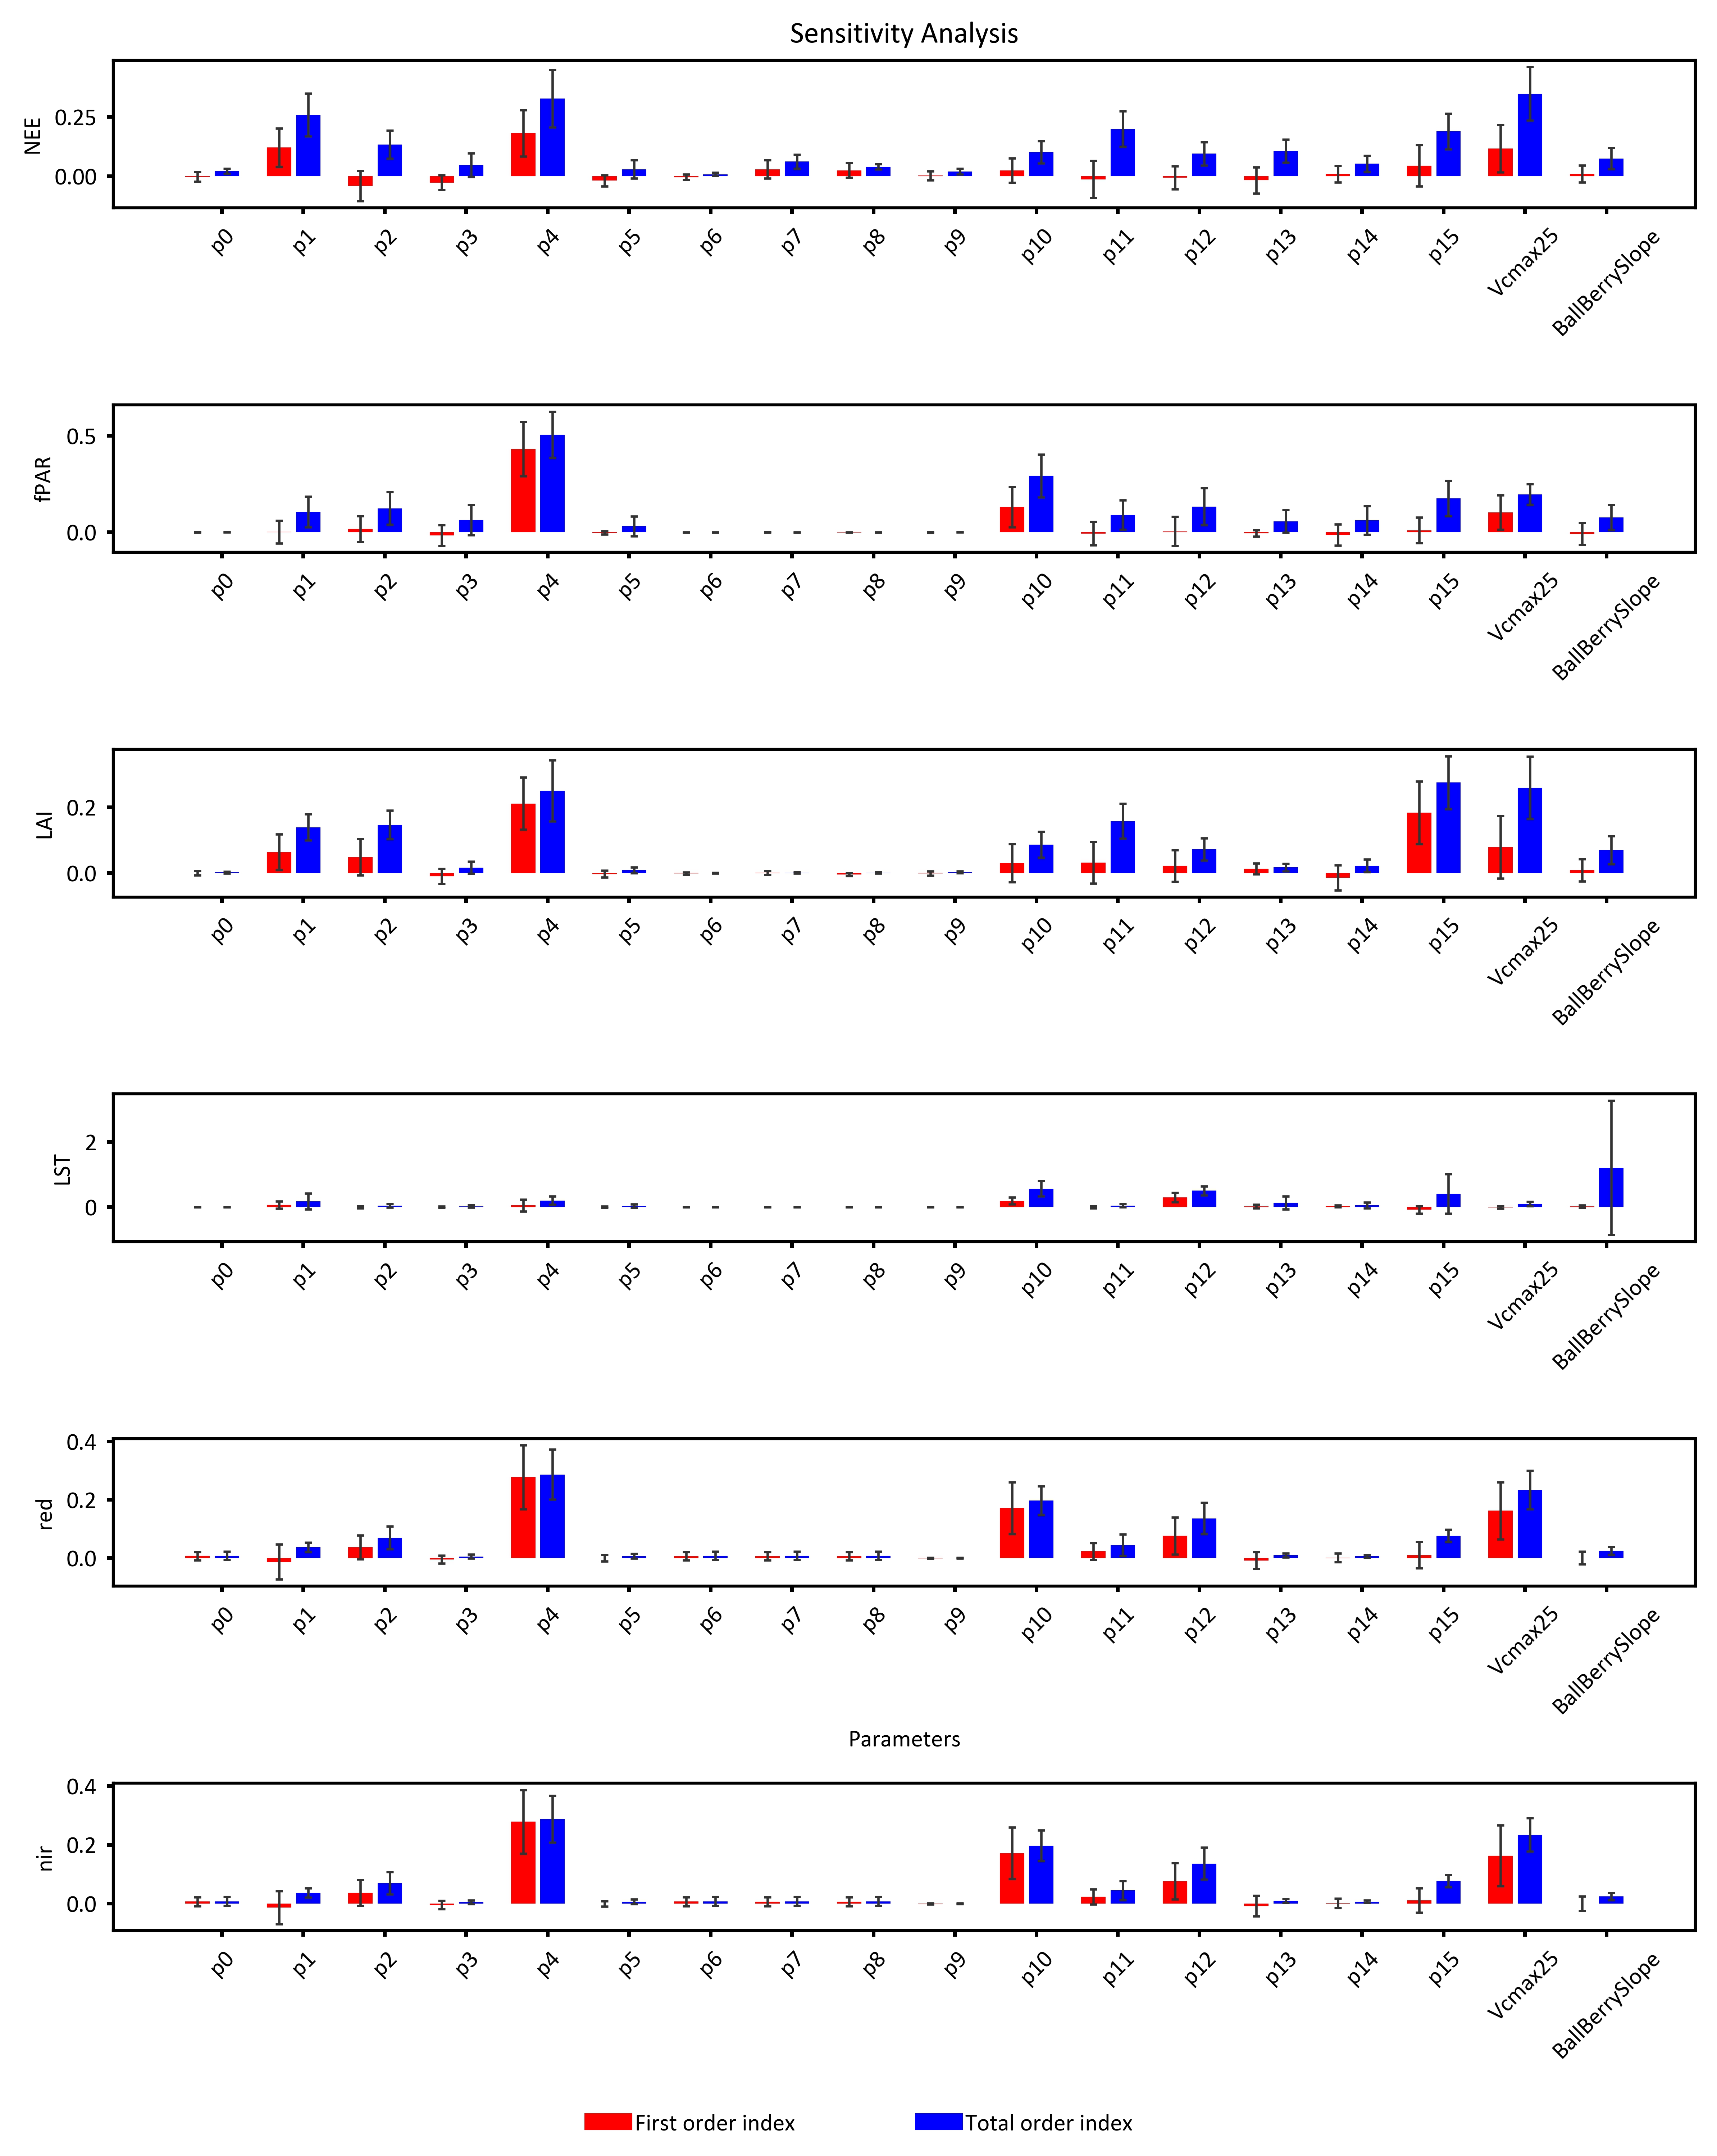 Sensitivity Analysis
NEE
0.25
0.00
p0 p1 p2 p3 p4 p5 p6 p7 p8 p9 p10 p11 p12 p13 p14 p15 Vcmax25 BallBerrySlope
fPAR
0.5
0.0
p0 p1 p2 p3 p4 p5 p6 p7 p8 p9 p10 p11 p12 p13 p14 p15 Vcmax25 BallBerrySlope
LAI
0.2
0.0
p0 p1 p2 p3 p4 p5 p6 p7 p8 p9 p10 p11 p12 p13 p14 p15 Vcmax25 BallBerrySlope
LST
2
0
p0 p1 p2 p3 p4 p5 p6 p7 p8 p9 p10 p11 p12 p13 p14 p15 Vcmax25 BallBerrySlope
red
0.4
0.2
0.0
p0 p1 p2 p3 p4 p5 p6 p7 p8 p9 p10 p11 p12 p13 p14 p15 Vcmax25 BallBerrySlope
Parameters
nir
0.4
0.2
0.0
p0 p1 p2 p3 p4 p5 p6 p7 p8 p9 p10 p11 p12 p13 p14 p15 Vcmax25 BallBerrySlope
First order index Total order index